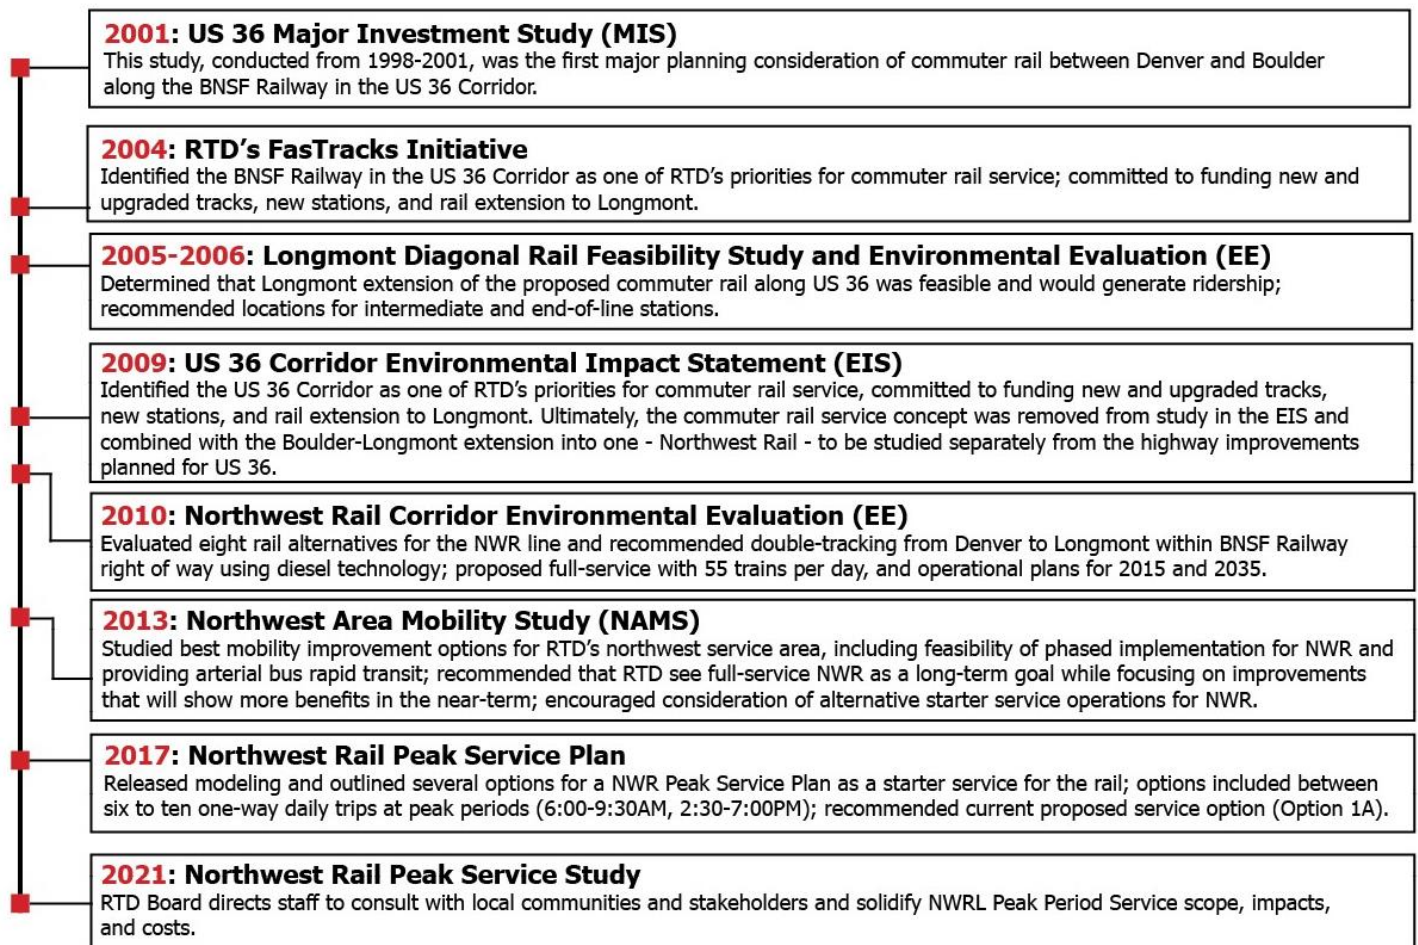 2001: US 36 Major Investment Study (MIS)
This study, conducted from 1998-2001, was the first major planning consideration of commuter rail between Denver and Boulder
along the BNSF Railway in the US 36 Corridor.
2004: RTD’s FasTracks Initiative
Identified the BNSF Railway in the US 36 Corridor as one of RTD’s priorities for commuter rail service; committed to funding new and
upgraded tracks, new stations, and rail extension to Longmont.
2005-2006: Longmont Diagonal Rail Feasibility Study and Environmental Evaluation (EE)
Determined that Longmont extension of the proposed commuter rail along US 36 was feasible and would generate ridership;
recommended locations for intermediate and end-of-line stations.
2009: US 36 Corridor Environmental Impact Statement (EIS)
Identified the US 36 Corridor as one of RTD’s priorities for commuter rail service, committed to funding new and upgraded tracks,
new stations, and rail extension to Longmont. Ultimately, the commuter rail service concept was removed from study in the EIS and
combined with the Boulder-Longmont extension into one - Northwest Rail - to be studied separately from the highway improvements
planned for US 36.
2010: Northwest Rail Corridor Environmental Evaluation (EE)
Evaluated eight rail alternatives for the NWR line and recommended double-tracking from Denver to Longmont within BNSF Railway
right of way using diesel technology; proposed full-service with 55 trains per day, and operational plans for 2015 and 2035.
2013: Northwest Area Mobility Study (NAMS)
Studied best mobility improvement options for RTD’s northwest service area, including feasibility of phased implementation for NWR and
providing arterial bus rapid transit; recommended that RTD see full-service NWR as a long-term goal while focusing on improvements
that will show more benefits in the near-term; encouraged consideration of alternative starter service operations for NWR.
2017: Northwest Rail Peak Service Plan
Released modeling and outlined several options for a NWR Peak Service Plan as a starter service for the rail; options included between
six to ten one-way daily trips at peak periods (6:00-9:30AM, 2:30-7:00PM); recommended current proposed service option (Option 1A).
2021: Northwest Rail Peak Service Study
RTD Board directs staff to consult with local communities and stakeholders and solidify NWRL Peak Period Service scope, impacts,
and costs.